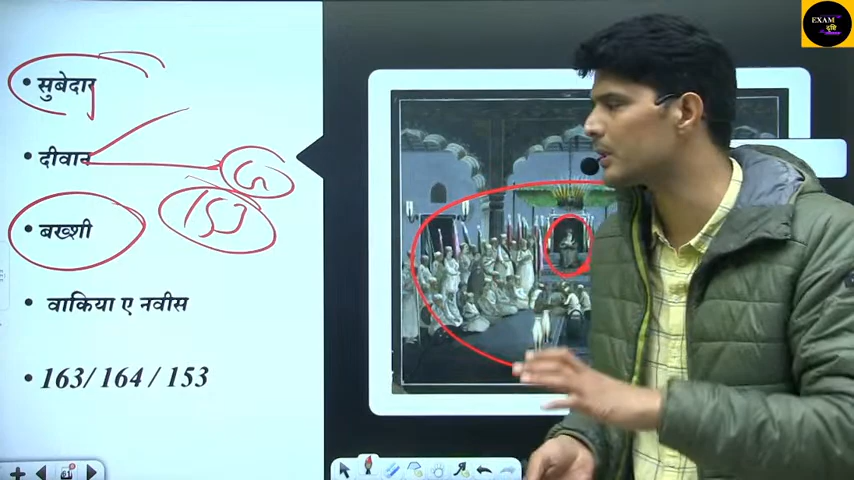 EXAM
दृष्टि
• सुबेदार
• दीवान
• बख्शी
• वाकिया ए नवीस
• 163/ 164 / 153